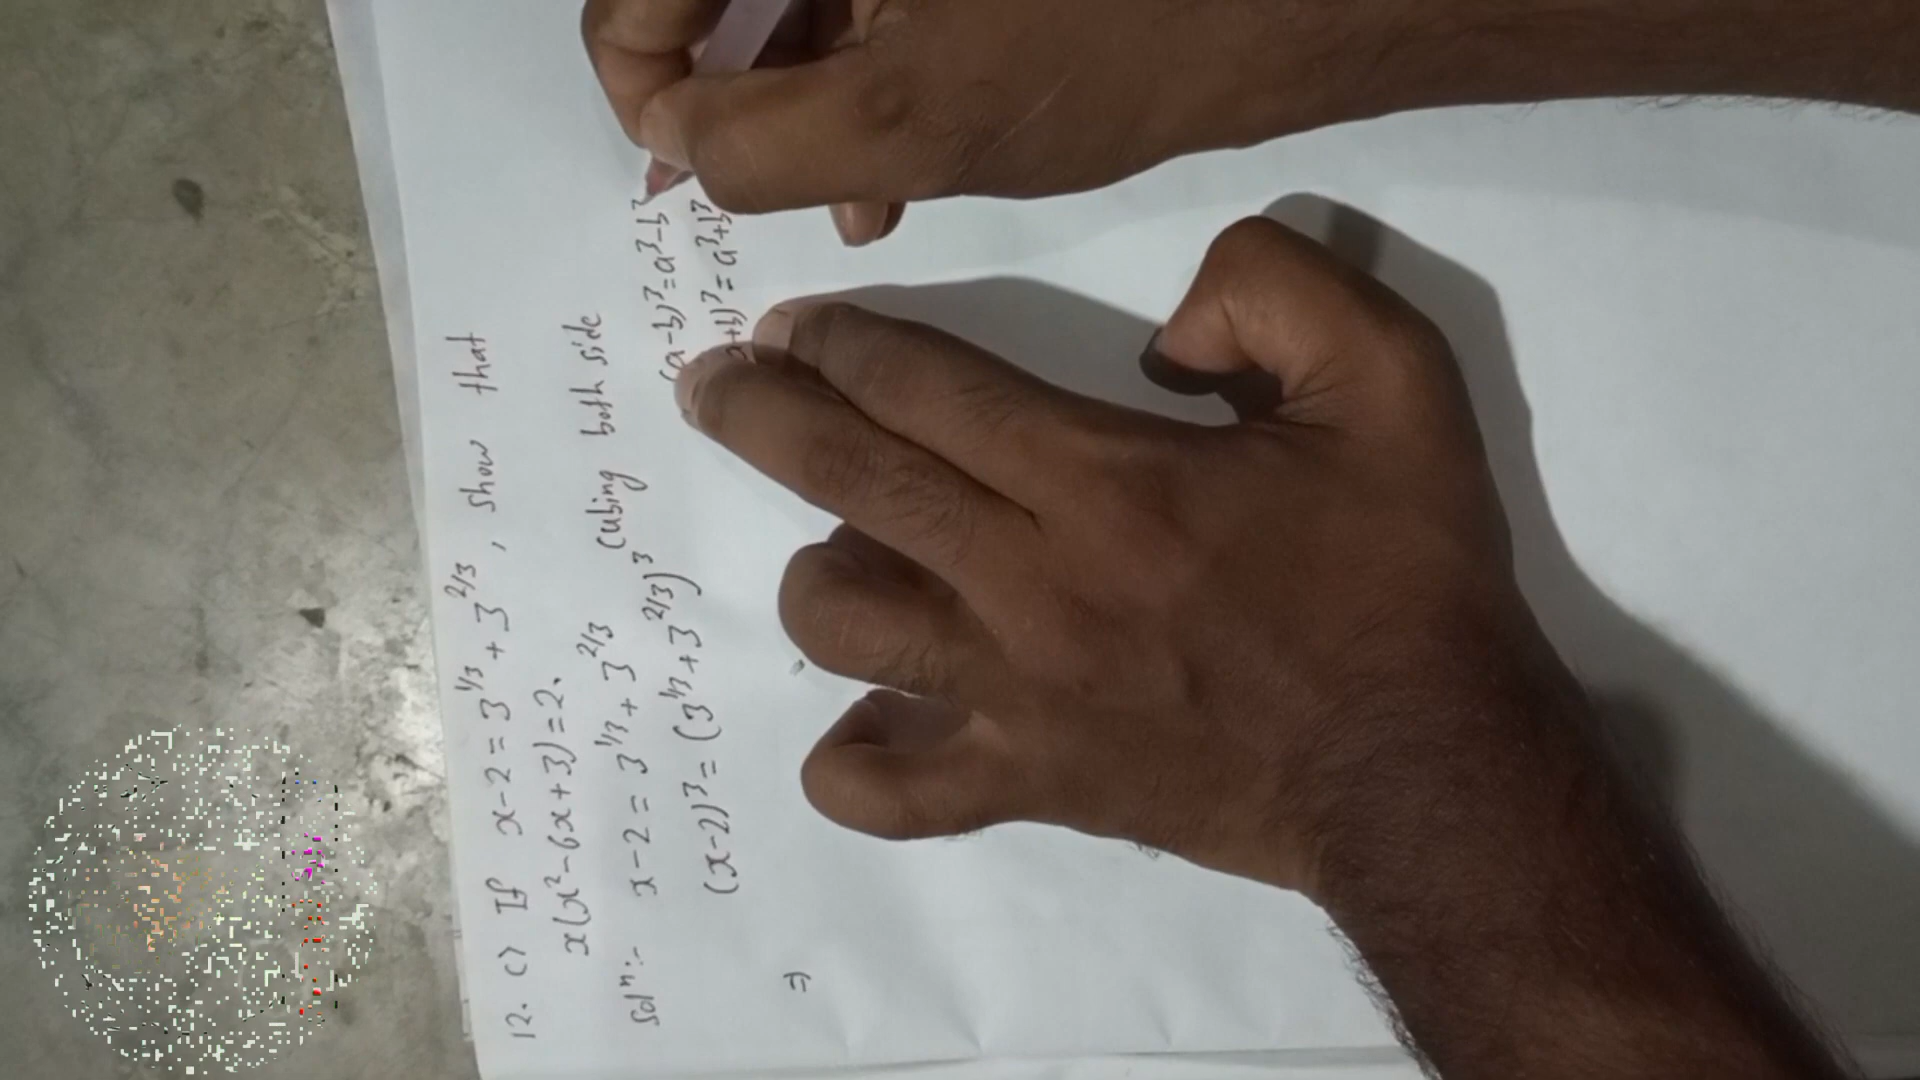 12. c) If x-2 = 3^1/3 + 3^2/3, show that
x(x²-6x+3)=2.
Solⁿ:- x-2 = 3^1/3 + 3^2/3 Cubing both side
(x-2)³ = (3^1/3 + 3^2/3)³
(a-b)³=a³-b³
a+b)³=a³+b³
⇒